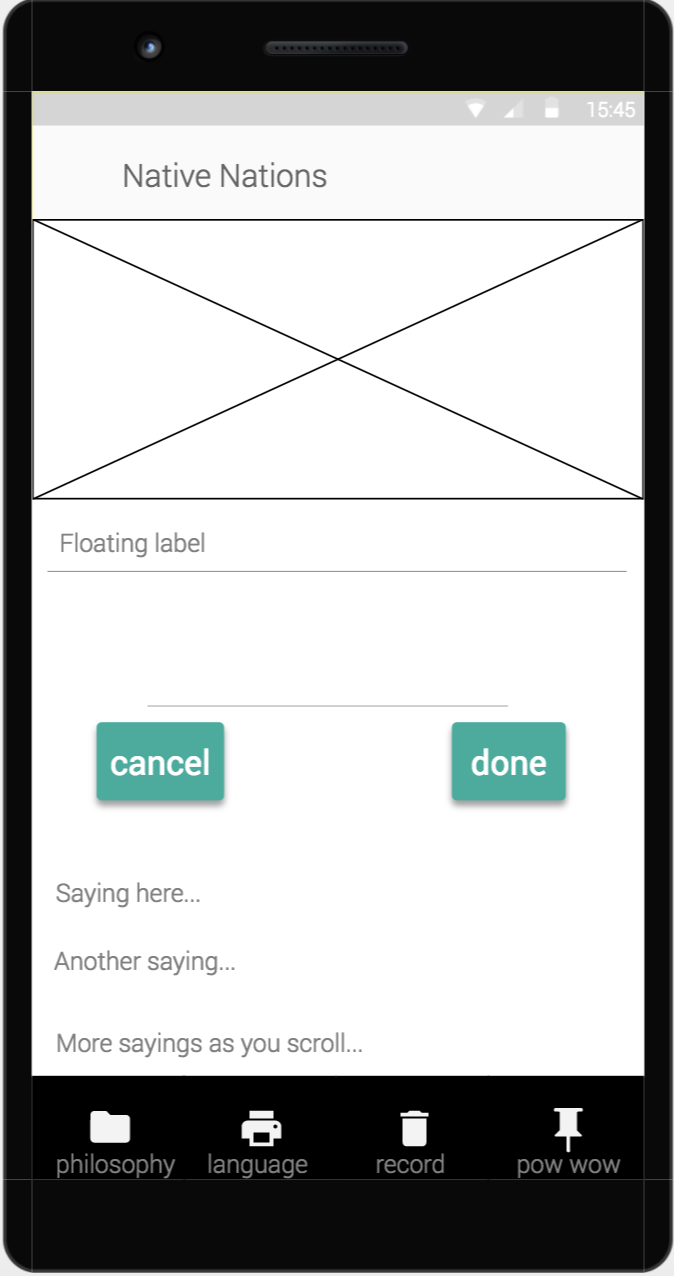 15:45
Native Nations
Floating label
cancel done
Saying here...
Another saying...
More sayings as you scroll...
philosophy language record pow wow